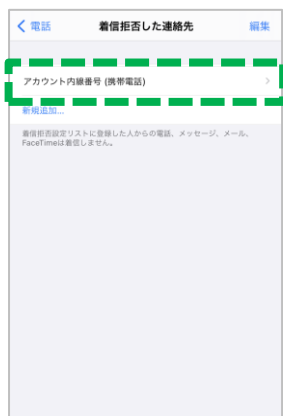 電話
着信拒否した連絡先
編集
アカウント内線番号 (携帯電話)
新規追加...
着信拒否設定リストに登録した人からの電話、メッセージ、メール、
FaceTimeは着信しません。